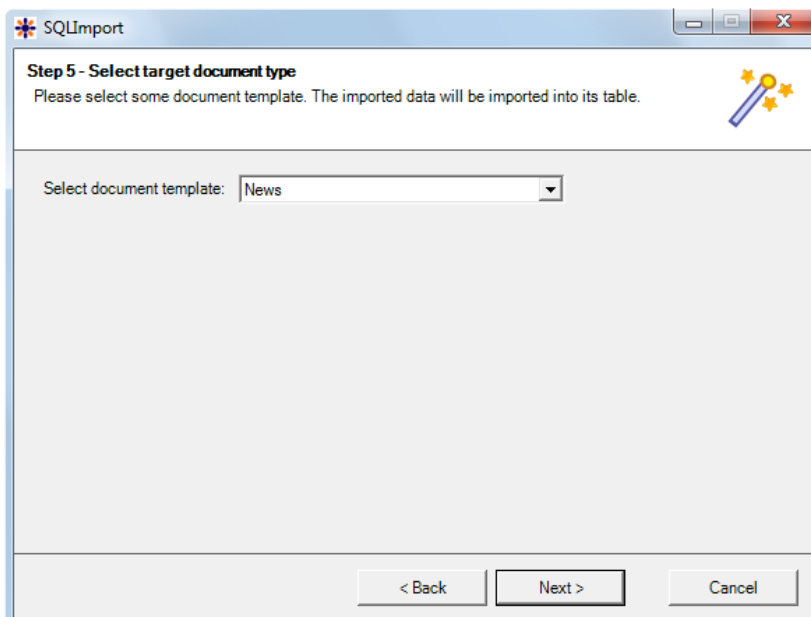 SQLImport
Step 5 - Select target document type
Please select some document template. The imported data will be imported into its table.
Select document template: News
< Back Next > Cancel